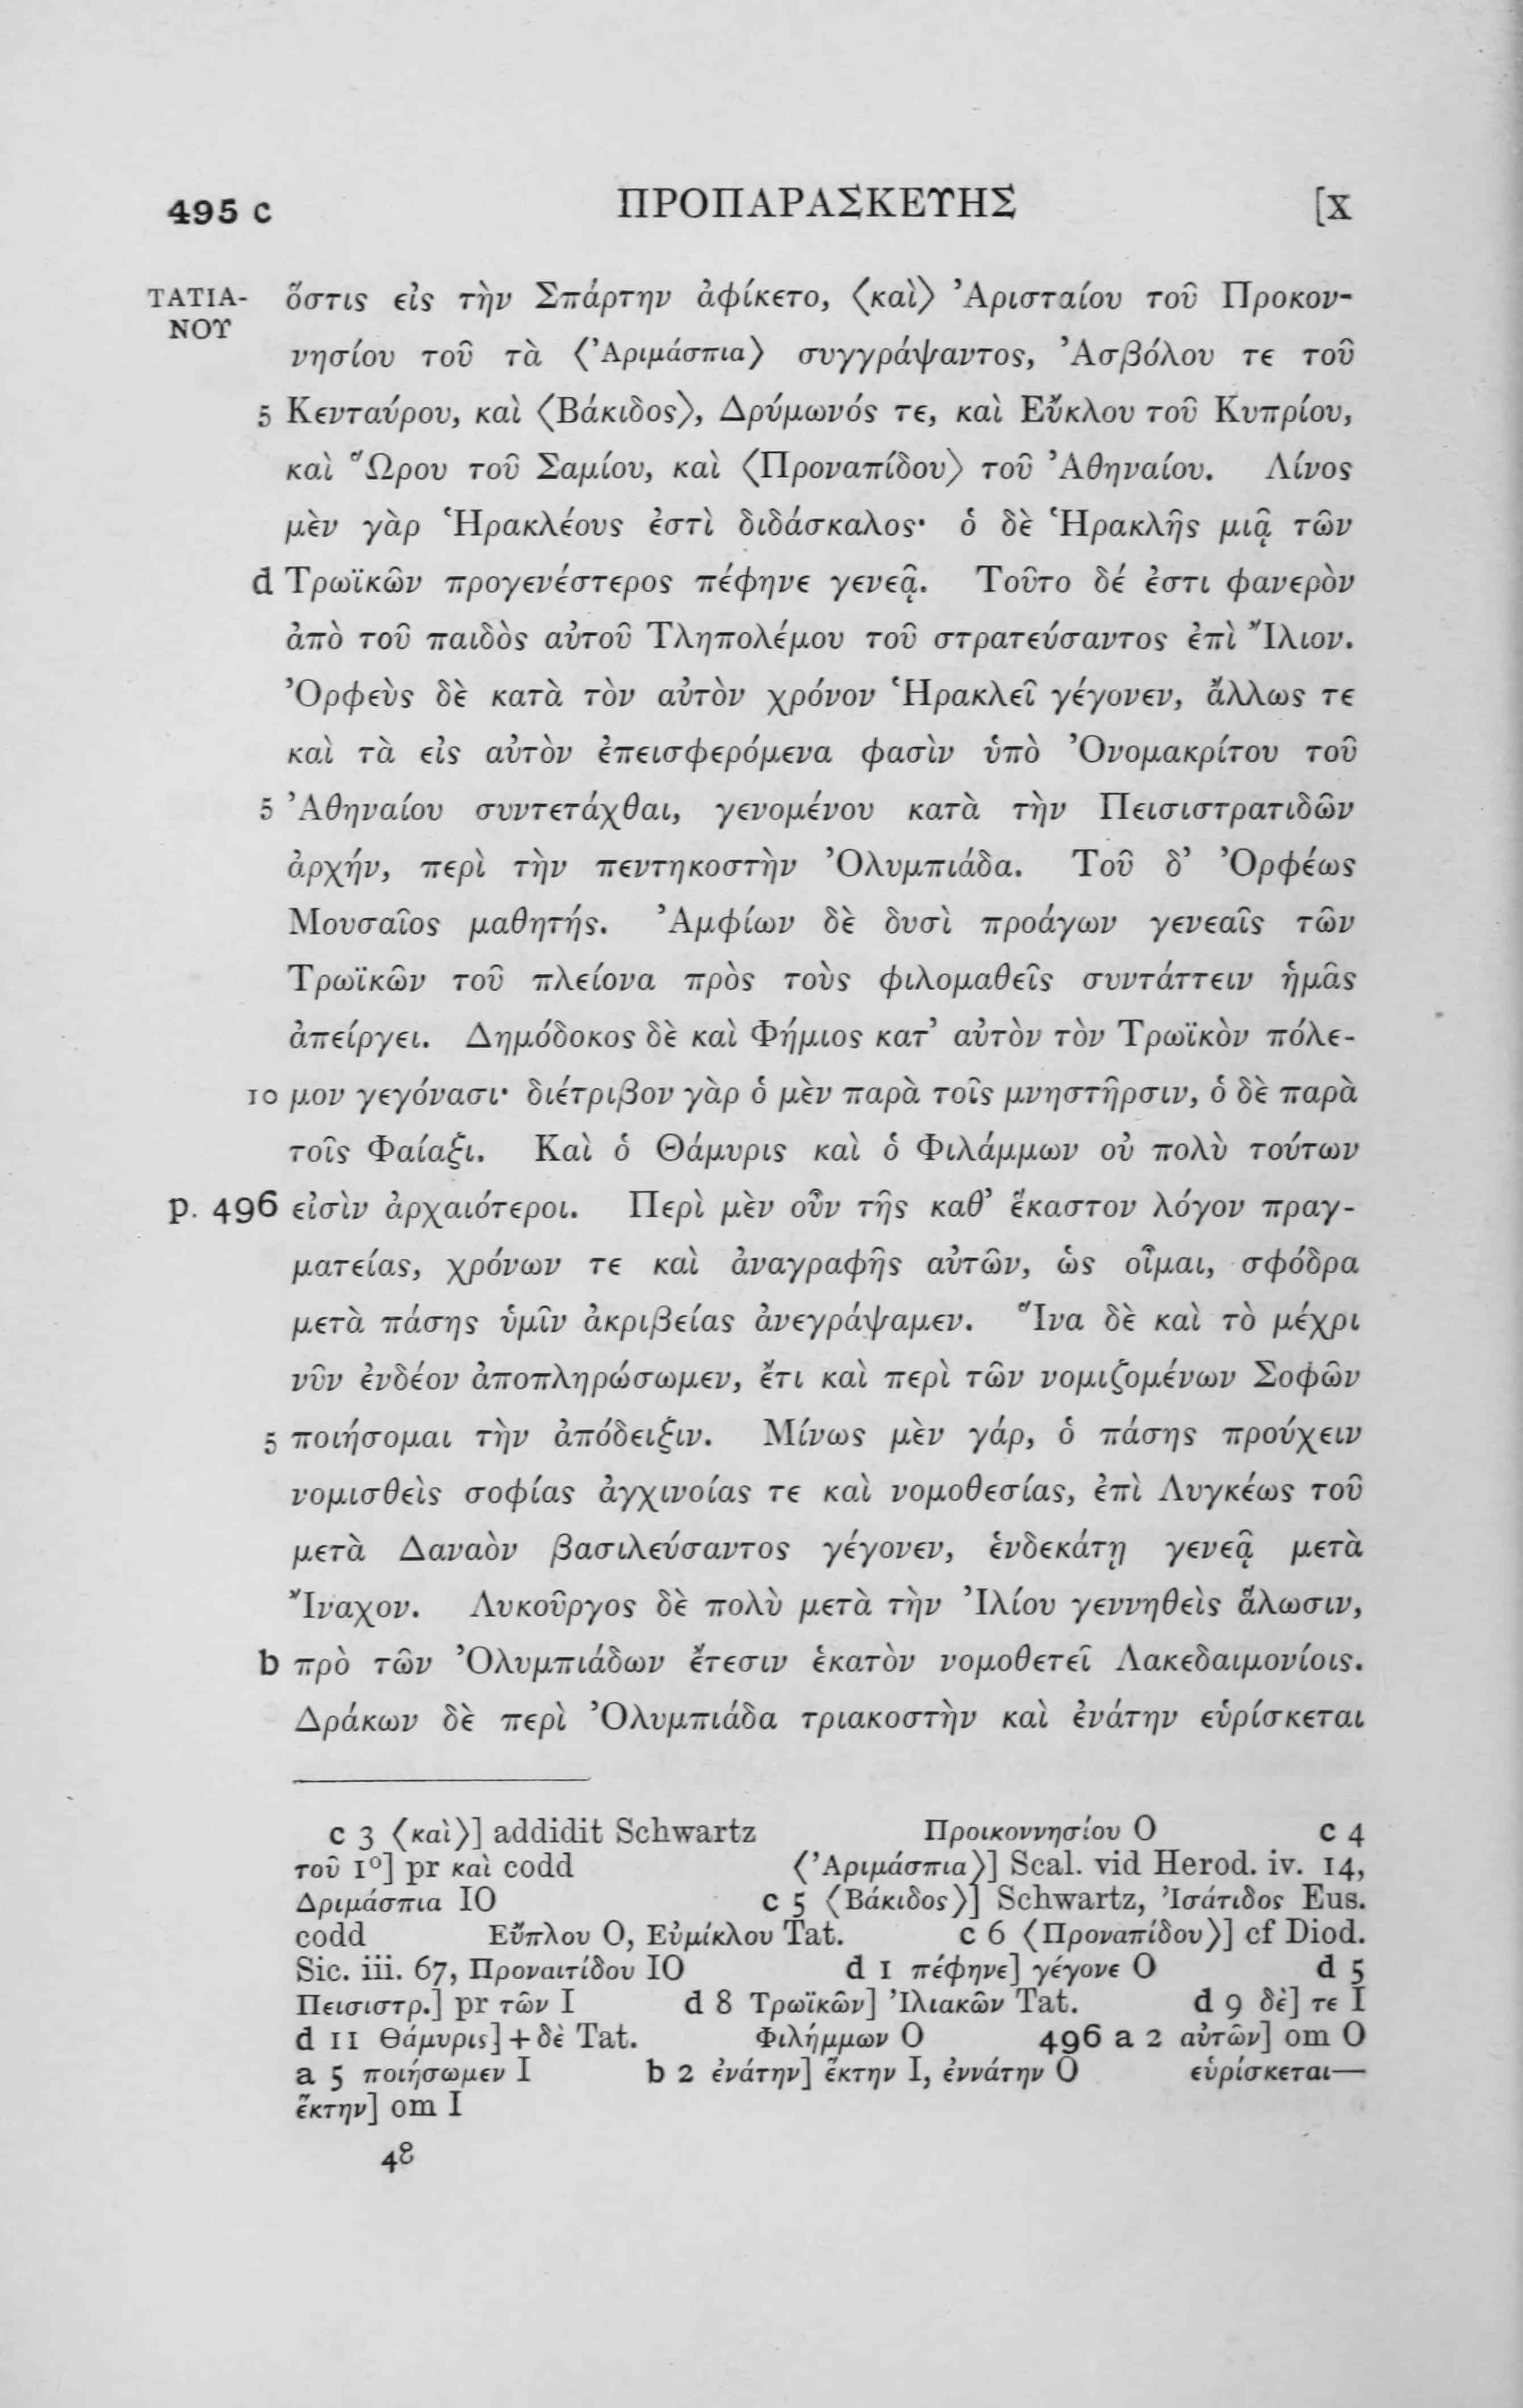 495 c ΠΡΟΠΑΡΑΣΚΕΥΗΣ [X
ΤΑΤΙΑ- ὅστις εἰς τὴν Σπάρτην ἀφίκετο, ⟨καὶ⟩ Ἀρισταίου τοῦ Προκον-
ΝΟΥ
νησίου τοῦ τὰ ⟨Ἀριμάσπια⟩ συγγράψαντος, Ἀσβόλου τε τοῦ
5 Κενταύρου, καὶ ⟨Βάκιδος⟩, Δρύμωνός τε, καὶ Εὔκλου τοῦ Κυπρίου,
καὶ Ὥρου τοῦ Σαμίου, καὶ ⟨Προναπίδου⟩ τοῦ Ἀθηναίου. Λίνος
μὲν γὰρ Ἡρακλέους ἐστὶ διδάσκαλος· ὁ δὲ Ἡρακλῆς μιᾷ τῶν
d Τρωϊκῶν προγενέστερος πέφηνε γενεᾷ. Τοῦτο δέ ἐστι φανερὸν
ἀπὸ τοῦ παιδὸς αὐτοῦ Τληπολέμου τοῦ στρατεύσαντος ἐπὶ Ἴλιον.
Ὀρφεὺς δὲ κατὰ τὸν αὐτὸν χρόνον Ἡρακλεῖ γέγονεν, ἄλλως τε
καὶ τὰ εἰς αὐτὸν ἐπεισφερόμενα φασὶν ὑπὸ Ὀνομακρίτου τοῦ
5 Ἀθηναίου συντετάχθαι, γενομένου κατὰ τὴν Πεισιστρατιδῶν
ἀρχήν, περὶ τὴν πεντηκοστὴν Ὀλυμπιάδα. Τοῦ δ’ Ὀρφέως
Μουσαῖος μαθητής. Ἀμφίων δὲ δυσὶ προάγων γενεαῖς τῶν
Τρωϊκῶν τοῦ πλείονα πρὸς τοὺς φιλομαθεῖς συντάττειν ἡμᾶς
ἀπείργει. Δημόδοκος δὲ καὶ Φήμιος κατ’ αὐτὸν τὸν Τρωϊκὸν πόλε-
10 μον γεγόνασι· διέτριβον γὰρ ὁ μὲν παρὰ τοῖς μνηστῆρσιν, ὁ δὲ παρὰ
τοῖς Φαίαξι. Καὶ ὁ Θάμυρις καὶ ὁ Φιλάμμων οὐ πολὺ τούτων
p. 496 εἰσὶν ἀρχαιότεροι. Περὶ μὲν οὖν τῆς καθ’ ἕκαστον λόγον πραγ-
ματείας, χρόνων τε καὶ ἀναγραφῆς αὐτῶν, ὡς οἶμαι, σφόδρα
μετὰ πάσης ὑμῖν ἀκριβείας ἀνεγράψαμεν. Ἵνα δὲ καὶ τὸ μέχρι
νῦν ἐνδέον ἀποπληρώσωμεν, ἔτι καὶ περὶ τῶν νομιζομένων Σοφῶν
5 ποιήσομαι τὴν ἀπόδειξιν. Μίνως μὲν γάρ, ὁ πάσης προύχειν
νομισθεὶς σοφίας ἀγχινοίας τε καὶ νομοθεσίας, ἐπὶ Λυγκέως τοῦ
μετὰ Δαναὸν βασιλεύσαντος γέγονεν, ἑνδεκάτῃ γενεᾷ μετὰ
Ἴναχον. Λυκοῦργος δὲ πολὺ μετὰ τὴν Ἰλίου γεννηθεὶς ἅλωσιν,
b πρὸ τῶν Ὀλυμπιάδων ἔτεσιν ἑκατὸν νομοθετεῖ Λακεδαιμονίοις.
Δράκων δὲ περὶ Ὀλυμπιάδα τριακοστὴν καὶ ἐνάτην εὑρίσκεται
c 3 ⟨καὶ⟩] addidit Schwartz Προικοννησίου O c 4
τοῦ 1º] pr καὶ codd ⟨Ἀριμάσπια⟩] Scal. vid Herod. iv. 14,
Δριμάσπια IO c 5 ⟨Βάκιδος⟩] Schwartz, Ἰσάτιδος Eus.
codd Εὔπλου O, Εὐμίκλου Tat. c 6 ⟨Προναπίδου⟩] cf Diod.
Sic. iii. 67, Προναιτίδου IO d 1 πέφηνε] γέγονε O d 5
Πεισιστρ.] pr τῶν I d 8 Τρωϊκῶν] Ἰλιακῶν Tat. d 9 δὲ] τε I
d 11 Θάμυρις] + δὲ Tat. Φιλήμμων O 496 a 2 αὐτῶν] om O
a 5 ποιήσωμεν I b 2 ἐνάτην] ἕκτην I, ἐννάτην O εὑρίσκεται—
ἕκτην] om I
48